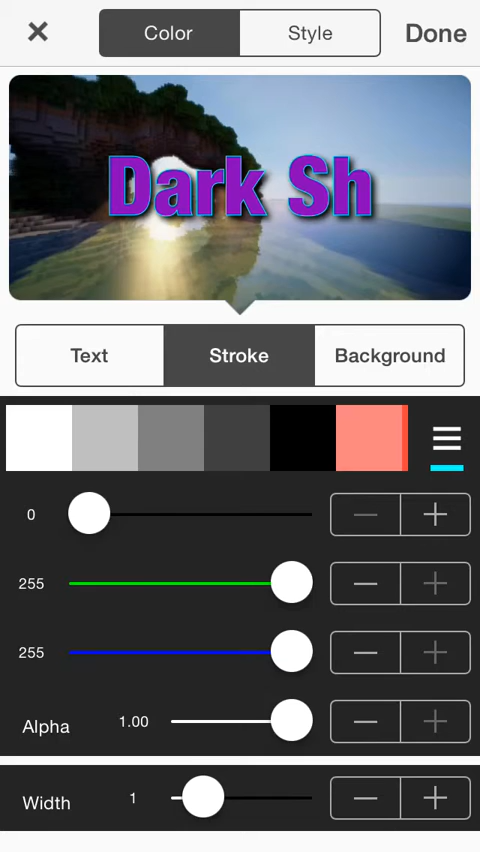 Color
Style
Done
Dark Sh
Text
Stroke
Background
0
255
255
Alpha
1.00
Width
1